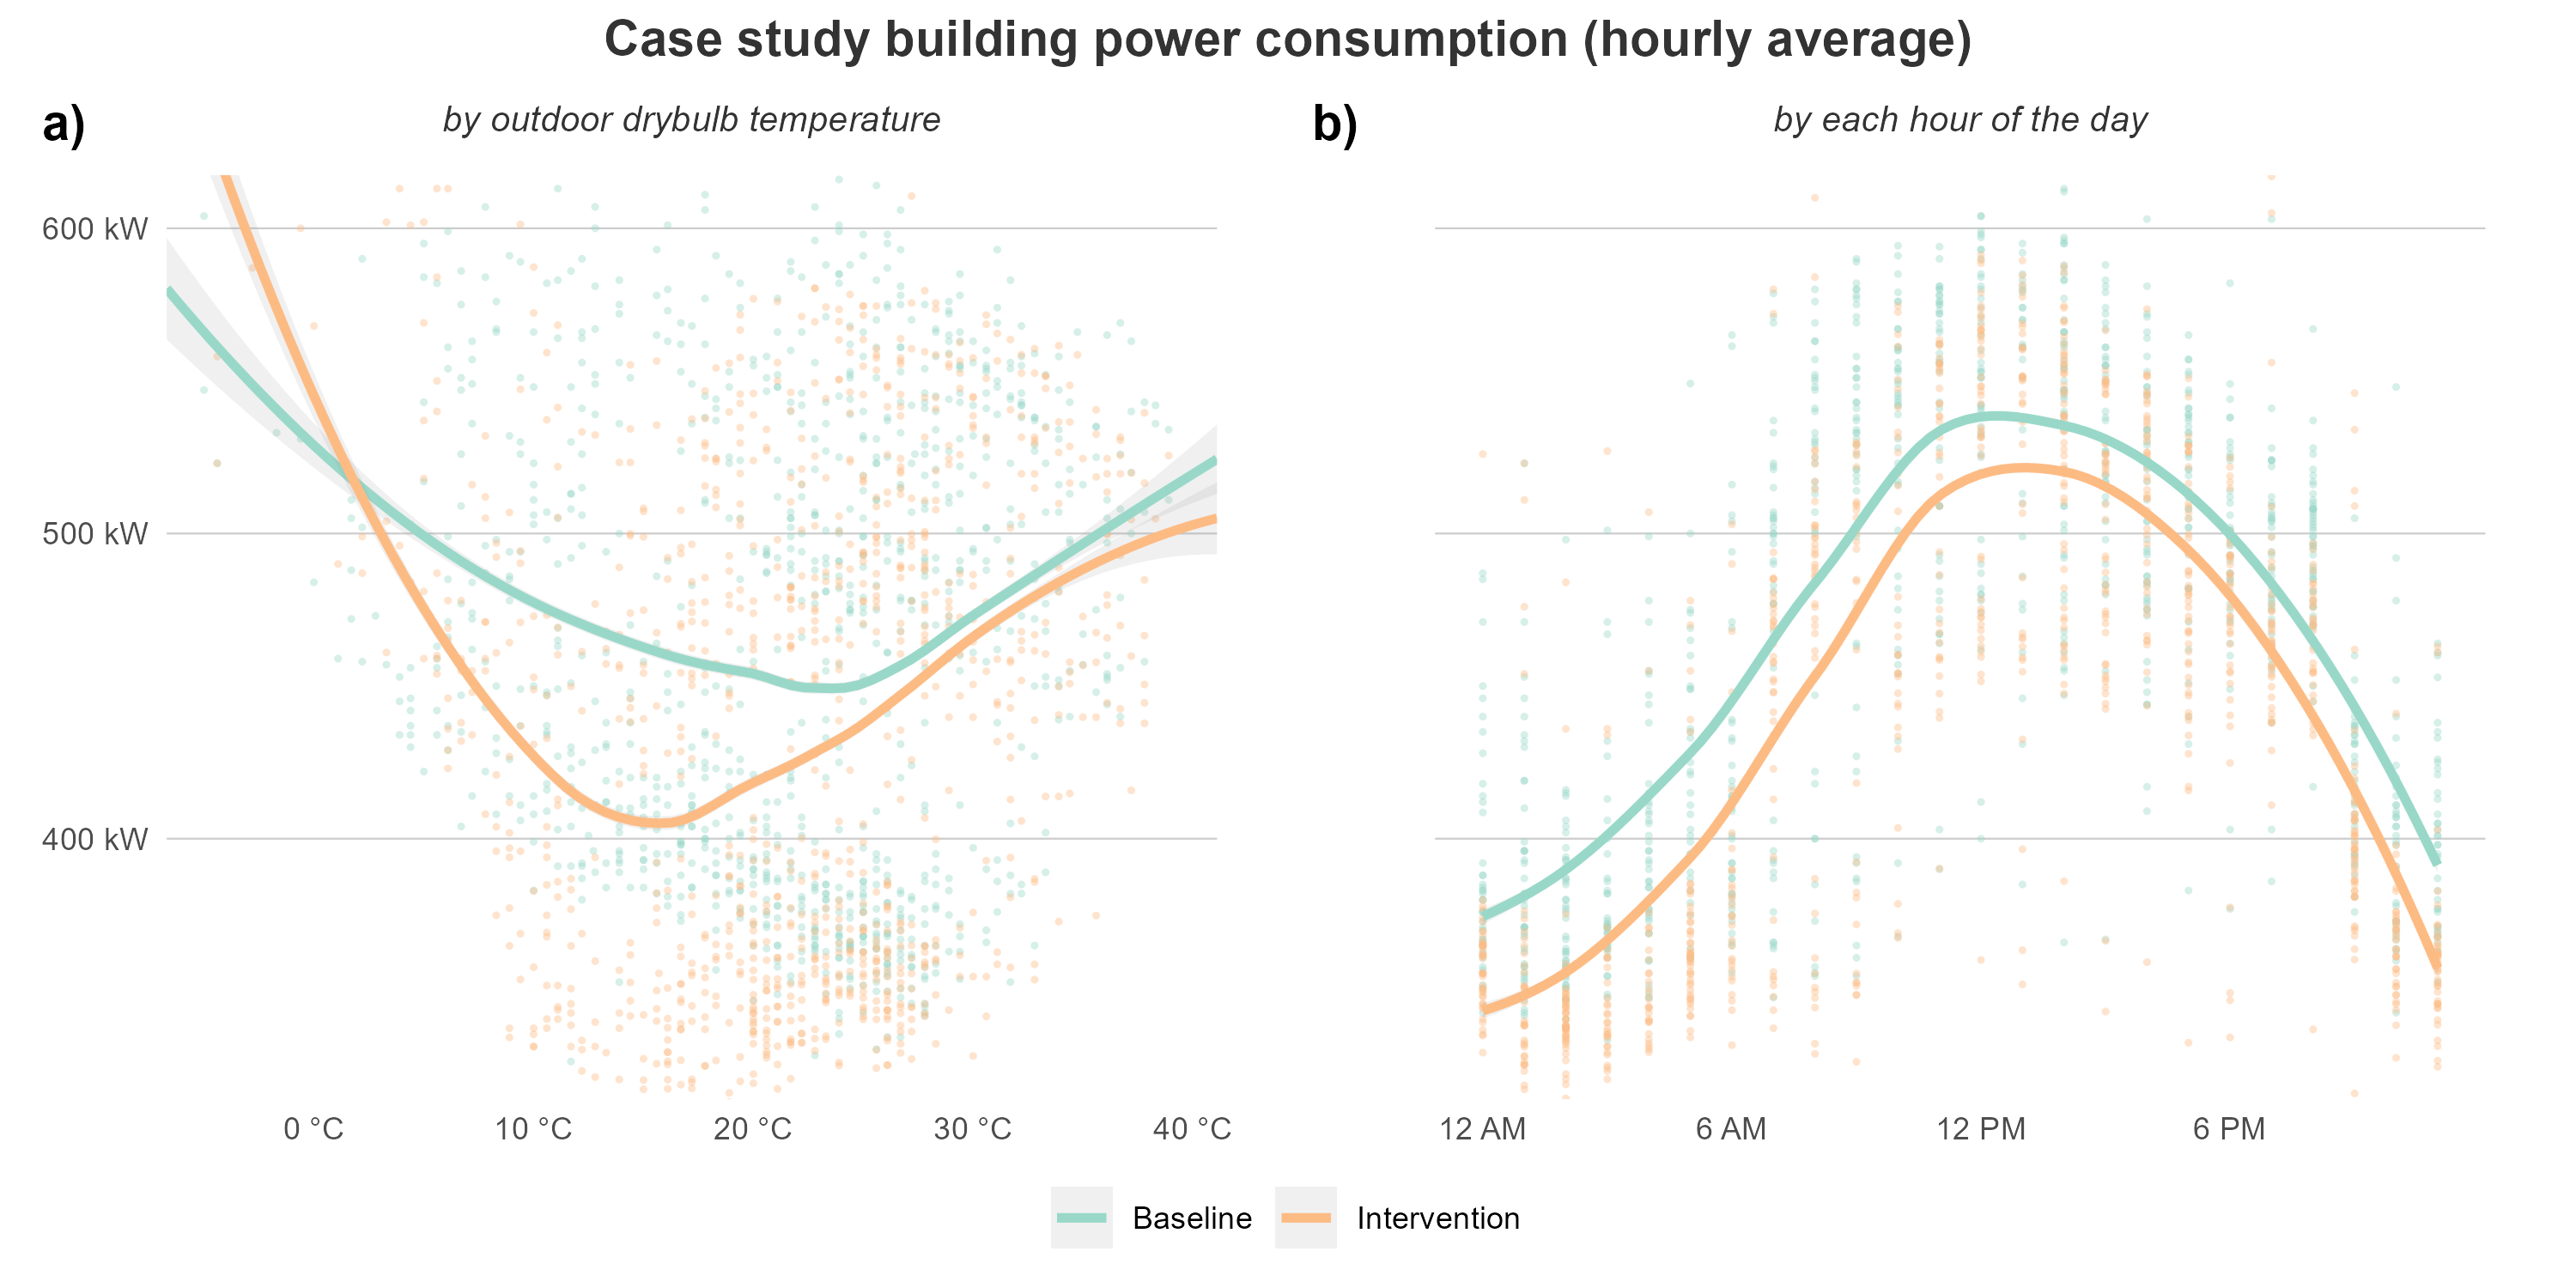 Case study building power consumption (hourly average)
a)
by outdoor drybulb temperature
b)
by each hour of the day
600 kW
500 kW
400 kW
0 °C
10 °C
20 °C
30 °C
40 °C
12 AM
6 AM
12 PM
6 PM
Baseline
Intervention